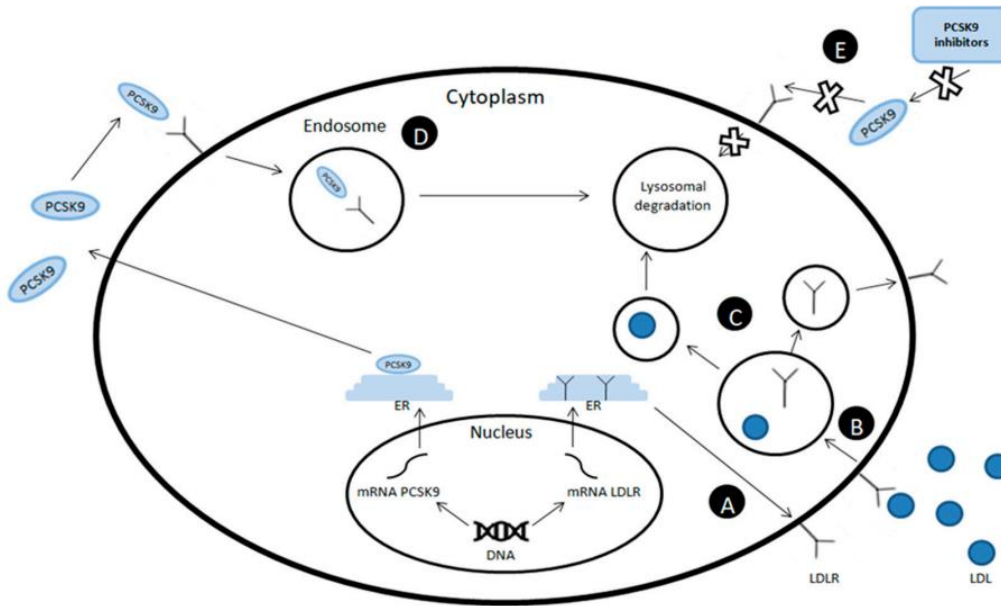 PCSK9
inhibitors
E
PCSK9
PCSK9
Cytoplasm
Endosome
D
PCSK9
Lysosomal
degradation
PCSK9
PCSK9
C
PCSK9
ER
ER
B
Nucleus
mRNA PCSK9
mRNA LDLR
A
DNA
LDLR
LDL